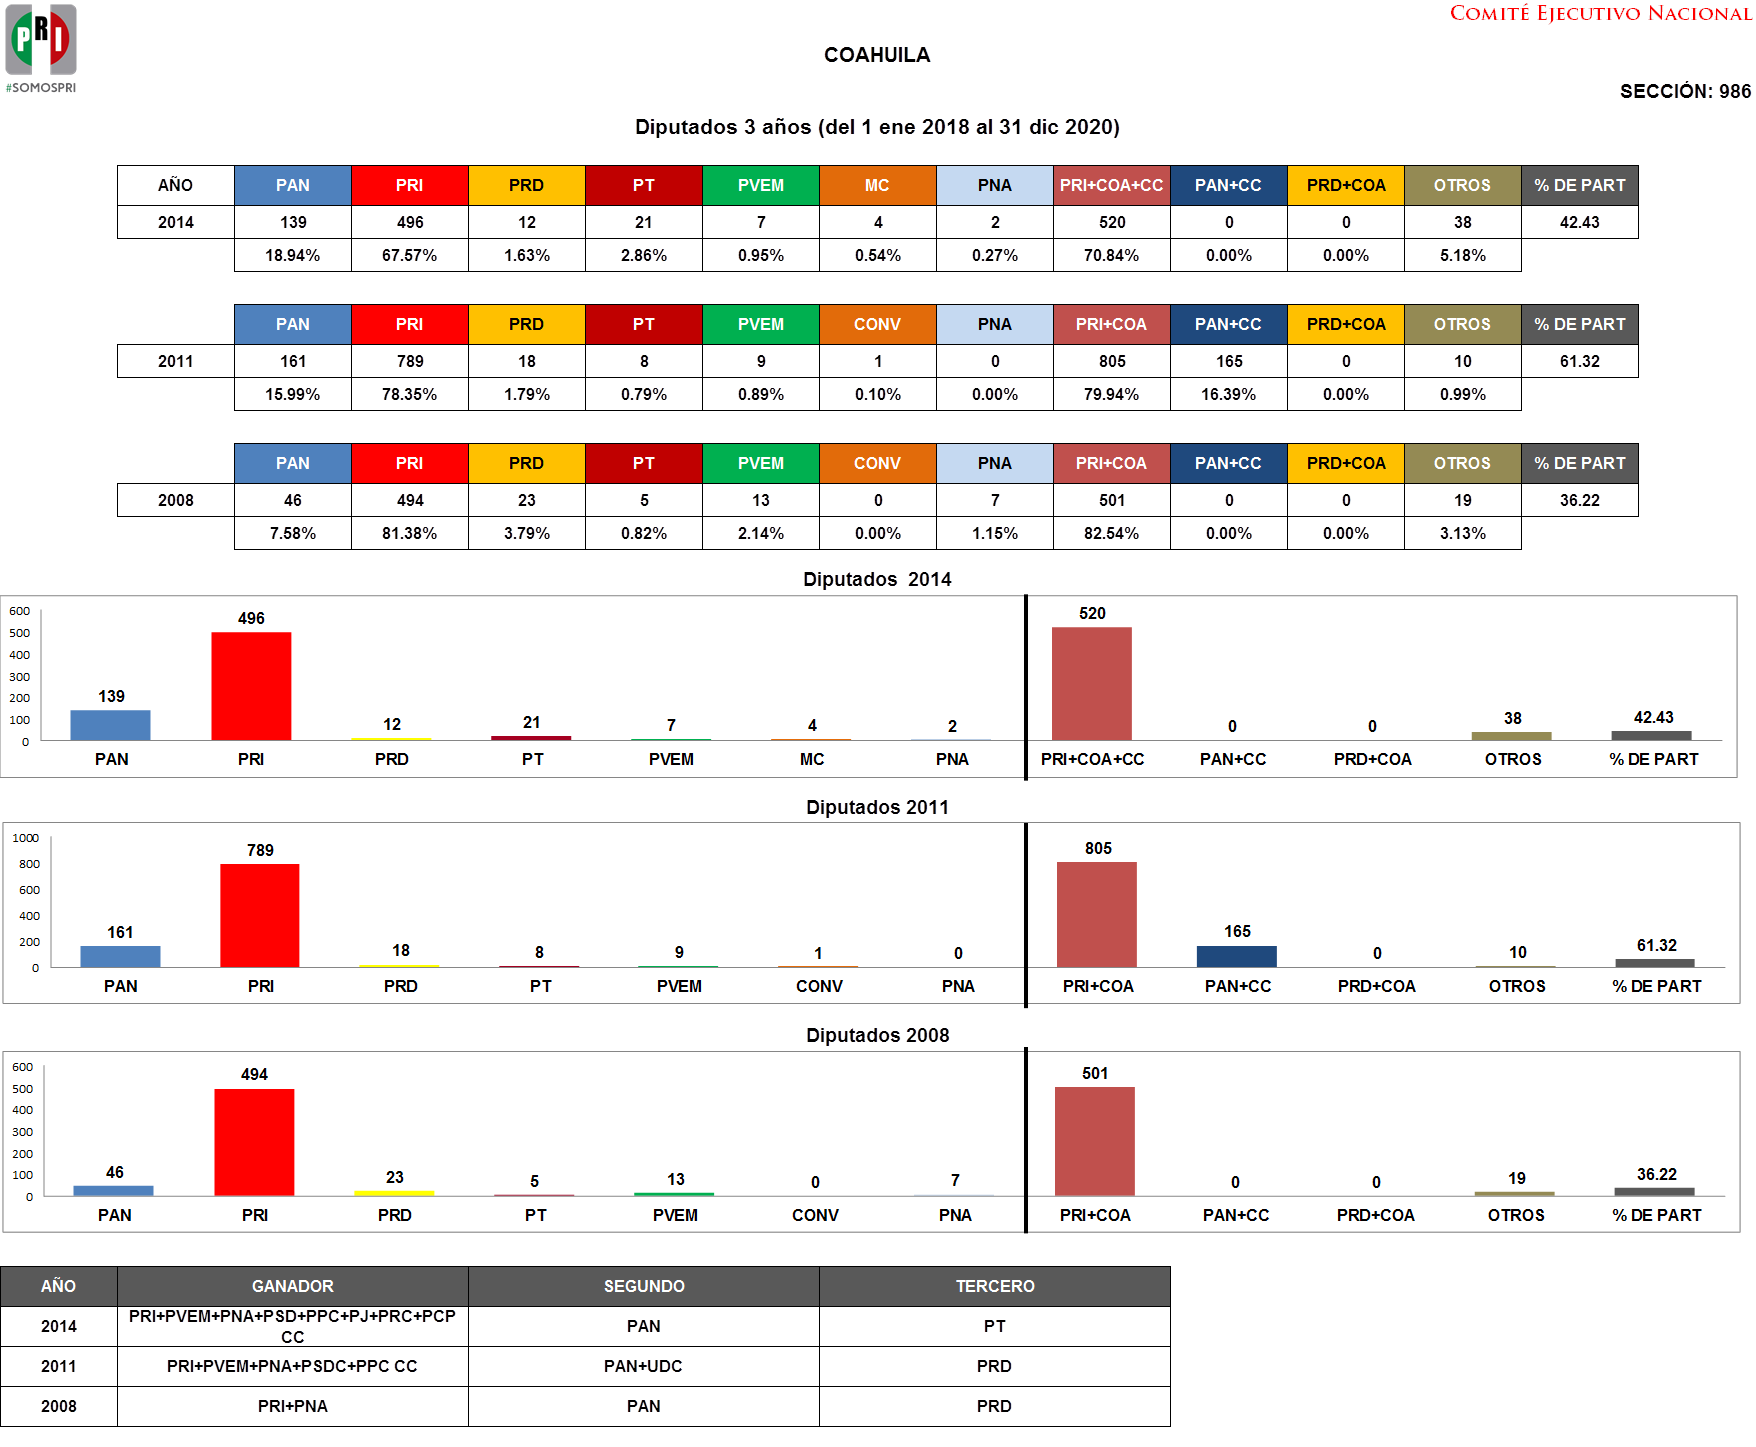 PRI
#SOMOSPRI
COMITÉ EJECUTIVO NACIONAL
COAHUILA
SECCIÓN: 986
Diputados 3 años (del 1 ene 2018 al 31 dic 2020)
AÑO PAN PRI PRD PT PVEM MC PNA PRI+COA+CC PAN+CC PRD+COA OTROS % DE PART
2014 139 496 12 21 7 4 2 520 0 0 38 42.43
18.94% 67.57% 1.63% 2.86% 0.95% 0.54% 0.27% 70.84% 0.00% 0.00% 5.18%
PAN PRI PRD PT PVEM CONV PNA PRI+COA PAN+CC PRD+COA OTROS % DE PART
2011 161 789 18 8 9 1 0 805 165 0 10 61.32
15.99% 78.35% 1.79% 0.79% 0.89% 0.10% 0.00% 79.94% 16.39% 0.00% 0.99%
PAN PRI PRD PT PVEM CONV PNA PRI+COA PAN+CC PRD+COA OTROS % DE PART
2008 46 494 23 5 13 0 7 501 0 0 19 36.22
7.58% 81.38% 3.79% 0.82% 2.14% 0.00% 1.15% 82.54% 0.00% 0.00% 3.13%
Diputados 2014
600
500
400
300
200
100
0
139 496 12 21 7 4 2 520 0 0 38 42.43
PAN PRI PRD PT PVEM MC PNA PRI+COA+CC PAN+CC PRD+COA OTROS % DE PART
Diputados 2011
1000
800
600
400
200
0
161 789 18 8 9 1 0 805 165 0 10 61.32
PAN PRI PRD PT PVEM CONV PNA PRI+COA PAN+CC PRD+COA OTROS % DE PART
Diputados 2008
600
500
400
300
200
100
0
46 494 23 5 13 0 7 501 0 0 19 36.22
PAN PRI PRD PT PVEM CONV PNA PRI+COA PAN+CC PRD+COA OTROS % DE PART
AÑO GANADOR SEGUNDO TERCERO
2014 PRI+PVEM+PNA+PSD+PPC+PJ+PRC+PCP CC PAN PT
2011 PRI+PVEM+PNA+PSDC+PPC CC PAN+UDC PRD
2008 PRI+PNA PAN PRD